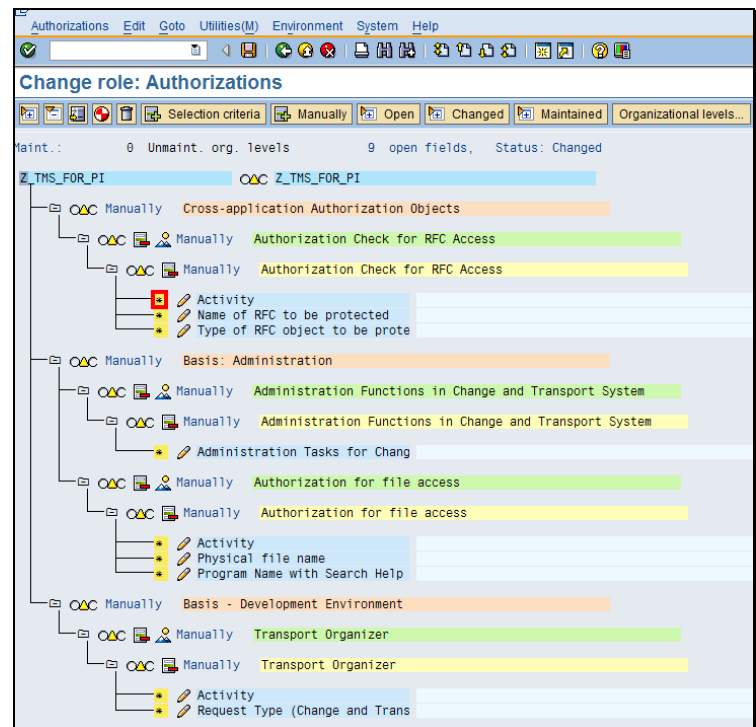 Authorizations Edit Goto Utilities(M) Environment System Help
Change role: Authorizations
Selection criteria Manually Open Changed Maintained Organizational levels...
Maint.: 0 Unmaint. org. levels 9 open fields, Status: Changed
Z_TMS_FOR_PI Z_TMS_FOR_PI
Manually Cross-application Authorization Objects
Manually Authorization Check for RFC Access
Manually Authorization Check for RFC Access
* Activity
* Name of RFC to be protected
* Type of RFC object to be prote
Manually Basis: Administration
Manually Administration Functions in Change and Transport System
Manually Administration Functions in Change and Transport System
* Administration Tasks for Chang
Manually Authorization for file access
Manually Authorization for file access
* Activity
* Physical file name
* Program Name with Search Help
Manually Basis - Development Environment
Manually Transport Organizer
Manually Transport Organizer
* Activity
* Request Type (Change and Trans